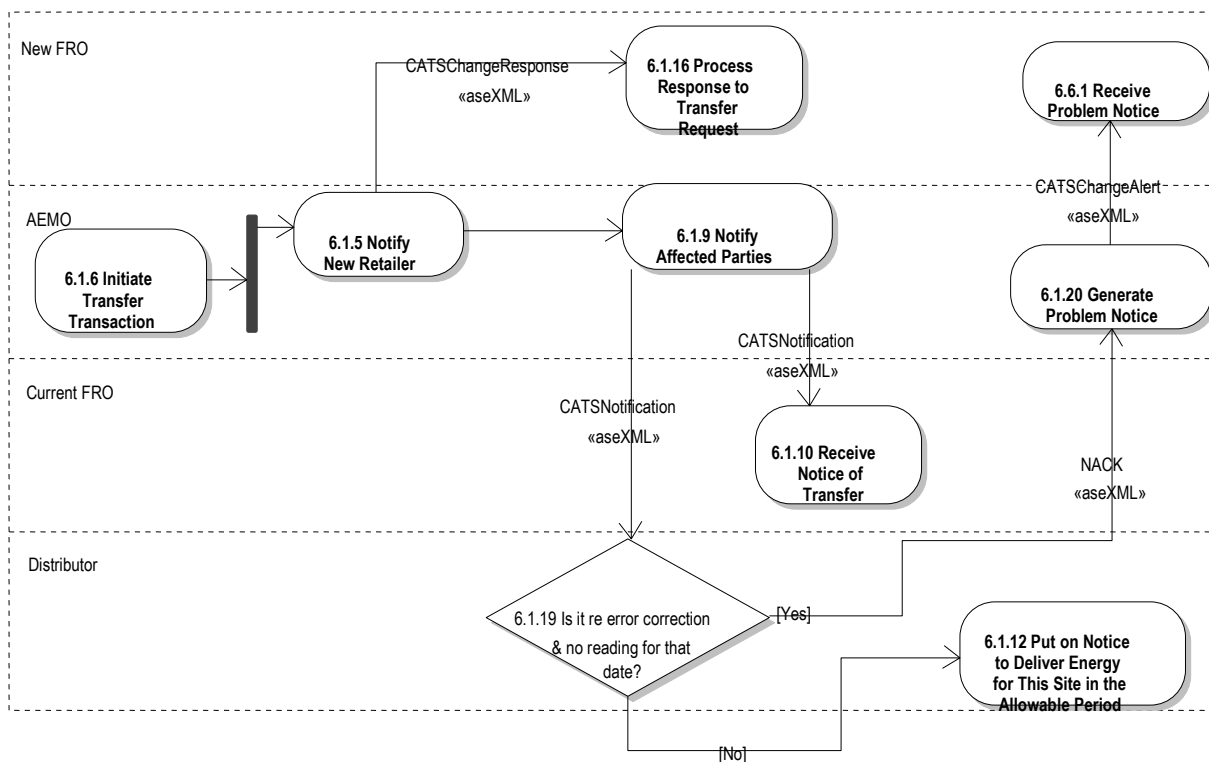 New FRO
CATSChangeResponse
«aseXML»
6.1.16 Process
Response to
Transfer
Request
6.6.1 Receive
Problem Notice
CATSChangeAlert
«aseXML»
AEMO
6.1.6 Initiate
Transfer
Transaction
6.1.5 Notify
New Retailer
6.1.9 Notify
Affected Parties
6.1.20 Generate
Problem Notice
CATSNotification
«aseXML»
Current FRO
CATSNotification
«aseXML»
6.1.10 Receive
Notice of
Transfer
NACK
«aseXML»
Distributor
6.1.19 Is it re error correction
& no reading for that
date?
[Yes]
6.1.12 Put on Notice
to Deliver Energy
for This Site in the
Allowable Period
[No]